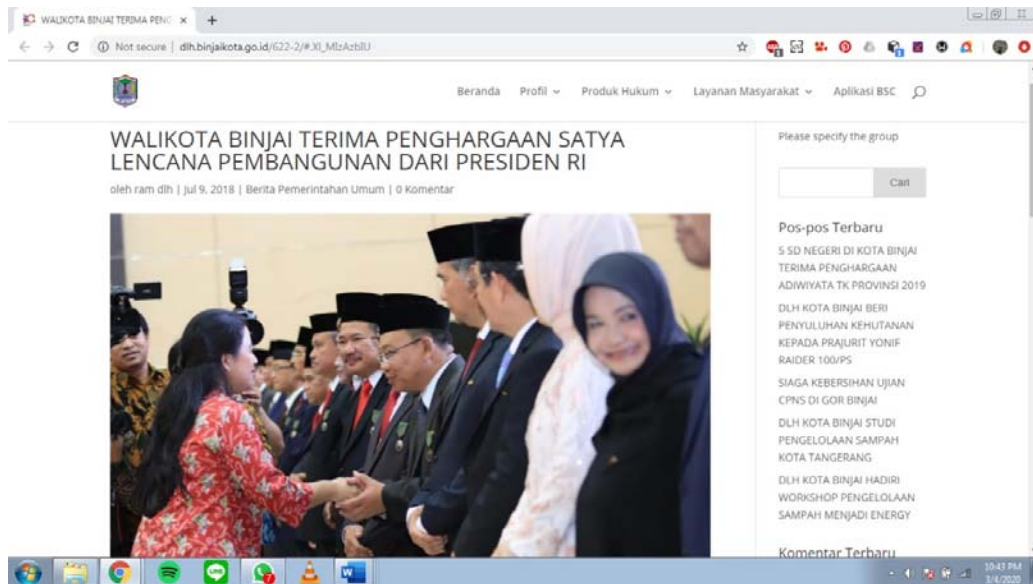 WALIKOTA BINJAI TERIMA PENG
Not secure | dlh.binjaikota.go.id/622-2/#.Xl_MIzAzbIU
Beranda Profil Produk Hukum Layanan Masyarakat Aplikasi BSC
WALIKOTA BINJAI TERIMA PENGHARGAAN SATYA
LENCANA PEMBANGUNAN DARI PRESIDEN RI
oleh ram dlh | Jul 9, 2018 | Berita Pemerintahan Umum | 0 Komentar
Please specify the group
Cari
Pos-pos Terbaru
5 SD NEGERI DI KOTA BINJAI
TERIMA PENGHARGAAN
ADIWIYATA TK PROVINSI 2019
DLH KOTA BINJAI BERI
PENYULUHAN KEHUTANAN
KEPADA PRAJURIT YONIF
RAIDER 100/PS
SIAGA KEBERSIHAN UJIAN
CPNS DI GOR BINJAI
DLH KOTA BINJAI STUDI
PENGELOLAAN SAMPAH
KOTA TANGERANG
DLH KOTA BINJAI HADIRI
WORKSHOP PENGELOLAAN
SAMPAH MENJADI ENERGY
Komentar Terbaru
10:43 PM
3/4/2020